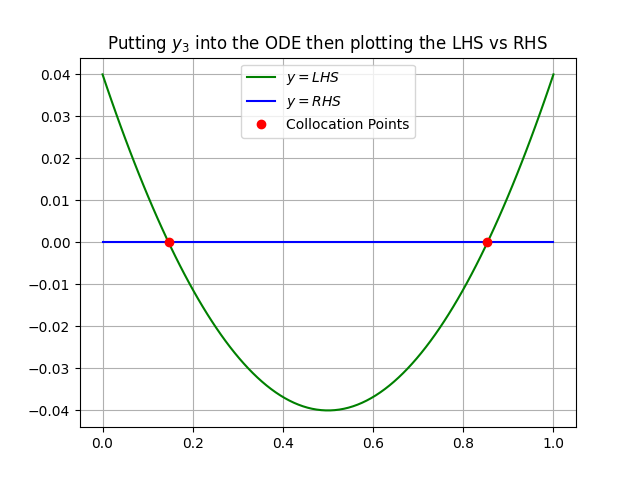 Putting y₃ into the ODE then plotting the LHS vs RHS
y = LHS
y = RHS
Collocation Points
0.04
0.03
0.02
0.01
0.00
−0.01
−0.02
−0.03
−0.04
0.0 0.2 0.4 0.6 0.8 1.0